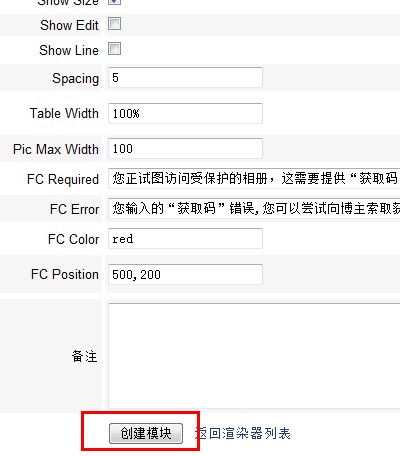 Show Size
Show Edit
Show Line
Spacing 5
Table Width 100%
Pic Max Width 100
FC Required 您正试图访问受保护的相册，这需要提供“获取码
FC Error 您输入的“获取码”错误,您可以尝试向博主索取获
FC Color red
FC Position 500,200
备注
创建模块 返回渲染器列表